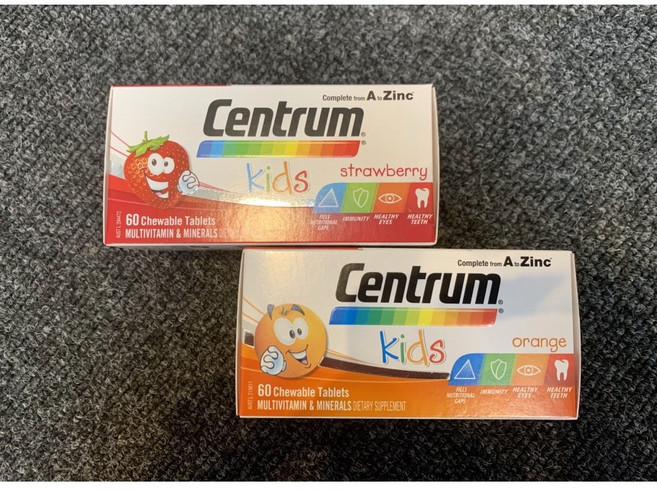 Complete from A to Zinc
Centrum
kids
strawberry
FILLS NUTRITIONAL GAPS
IMMUNITY
HEALTHY EYES
HEALTHY TEETH
60 Chewable Tablets
MULTIVITAMIN & MINERALS
Complete from A to Zinc
Centrum
kids
orange
FILLS NUTRITIONAL GAPS
IMMUNITY
HEALTHY EYES
HEALTHY TEETH
60 Chewable Tablets
MULTIVITAMIN & MINERALS DIETARY SUPPLEMENT